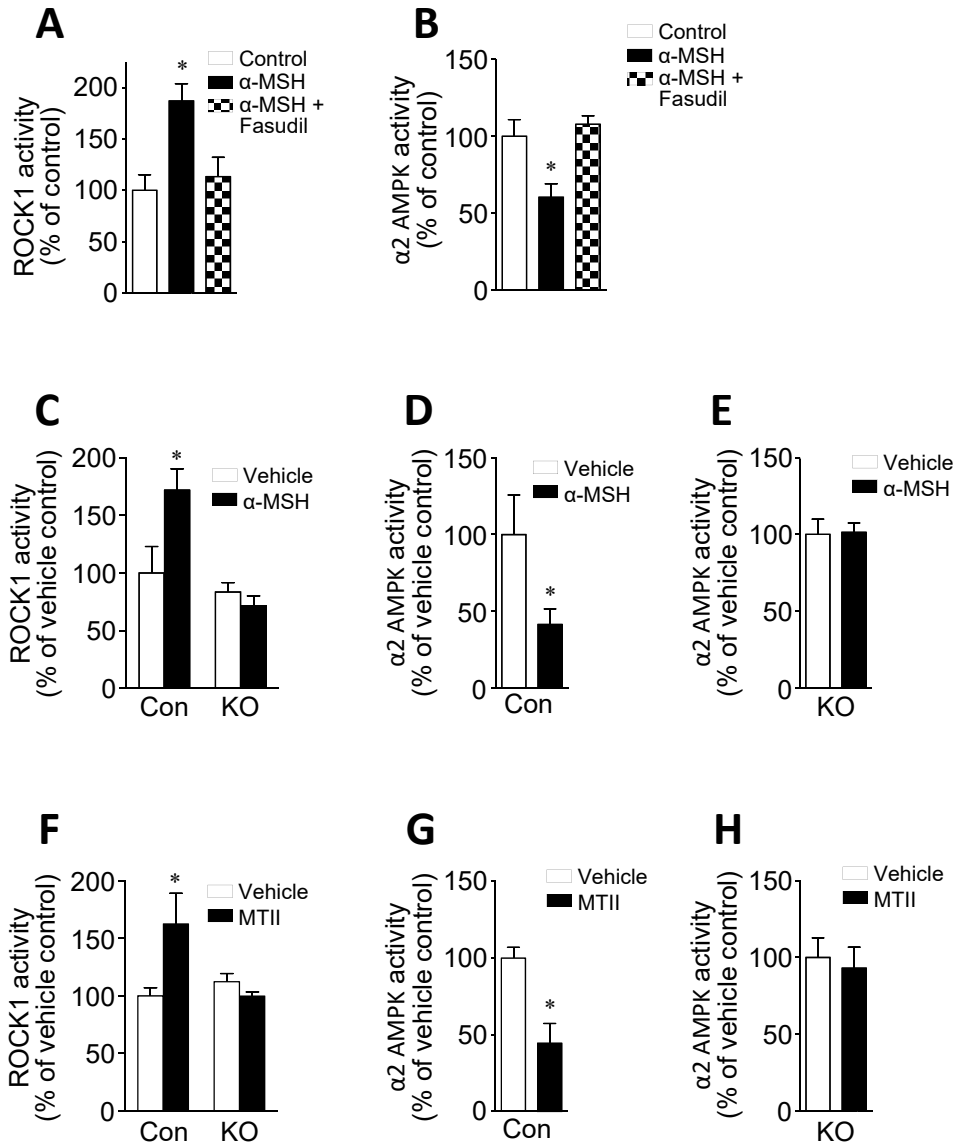 A
Control
α-MSH
α-MSH +
Fasudil
ROCK1 activity
(% of control)
200
150
100
50
0
*
B
Control
α-MSH
α-MSH +
Fasudil
α2 AMPK activity
(% of control)
150
100
50
0
*
C
Vehicle
α-MSH
ROCK1 activity
(% of vehicle control)
200
150
100
50
0
*
Con
KO
D
Vehicle
α-MSH
α2 AMPK activity
(% of vehicle control)
150
100
50
0
*
Con
E
Vehicle
α-MSH
α2 AMPK activity
(% of vehicle control)
150
100
50
0
KO
F
Vehicle
MTII
ROCK1 activity
(% of vehicle control)
200
150
100
50
0
*
Con
KO
G
Vehicle
MTII
α2 AMPK activity
(% of vehicle control)
150
100
50
0
*
Con
H
Vehicle
MTII
α2 AMPK activity
(% of vehicle control)
150
100
50
0
KO